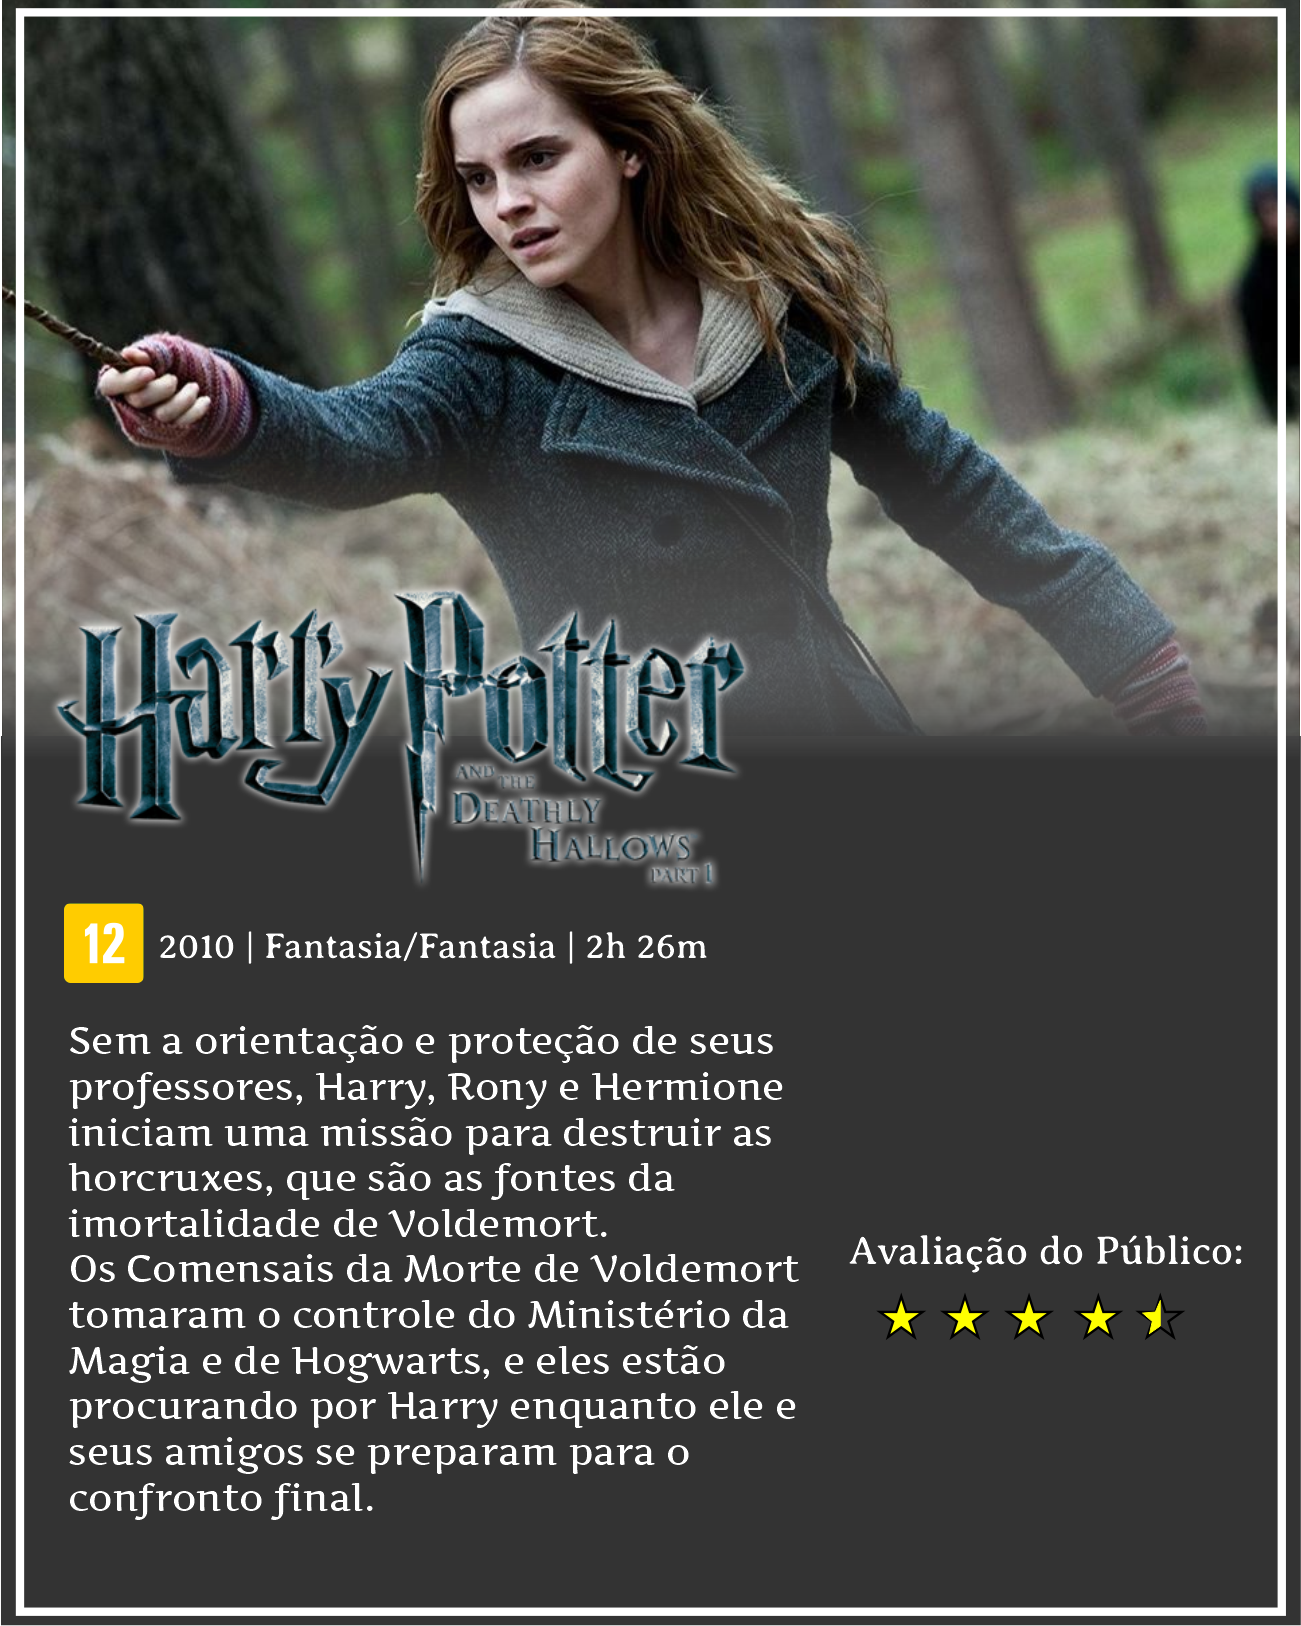 Harry Potter
AND THE
DEATHLY
HALLOWS
PART 1
12 2010 | Fantasia/Fantasia | 2h 26m
Sem a orientação e proteção de seus
professores, Harry, Rony e Hermione
iniciam uma missão para destruir as
horcruxes, que são as fontes da
imortalidade de Voldemort.
Os Comensais da Morte de Voldemort
tomaram o controle do Ministério da
Magia e de Hogwarts, e eles estão
procurando por Harry enquanto ele e
seus amigos se preparam para o
confronto final.
Avaliação do Público: